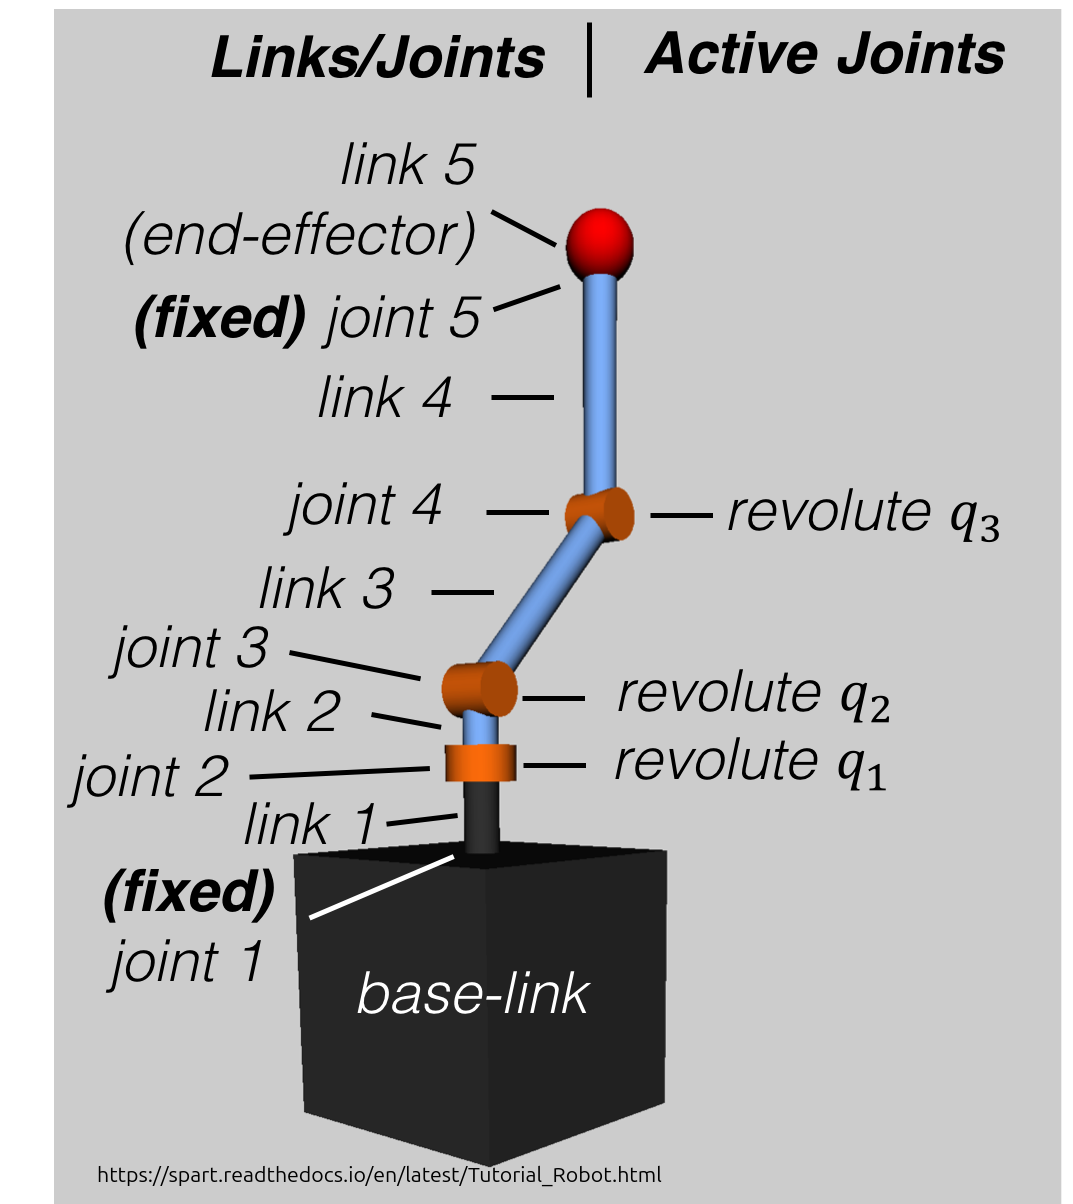 Links/Joints | Active Joints
link 5
(end-effector)
(fixed) joint 5
link 4
joint 4
revolute q₃
link 3
joint 3
link 2
revolute q₂
joint 2
revolute q₁
link 1
(fixed)
joint 1
base-link
https://spart.readthedocs.io/en/latest/Tutorial_Robot.html